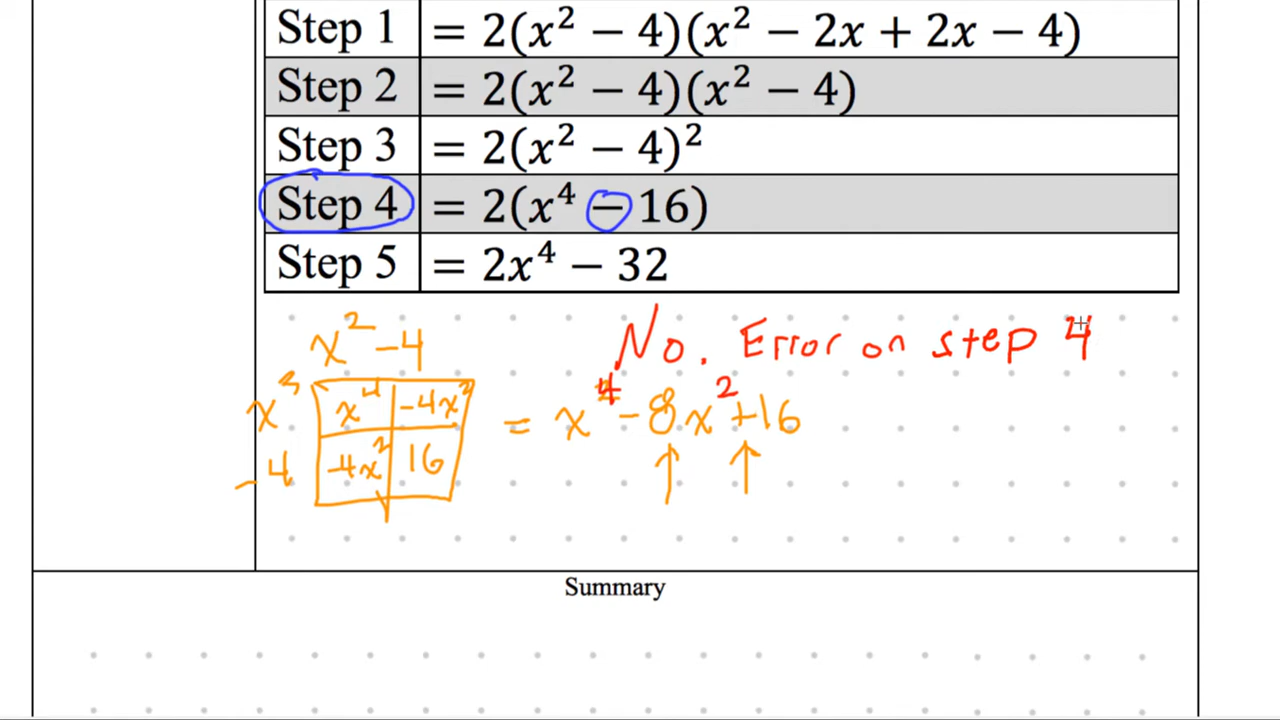 Step 1 = 2(x² − 4)(x² − 2x + 2x − 4)
Step 2 = 2(x² − 4)(x² − 4)
Step 3 = 2(x² − 4)²
Step 4 = 2(x⁴ − 16)
Step 5 = 2x⁴ − 32
No. Error on step 4
x² -4
x⁴ -4x²
-4 -4x² 16
= x⁴ -8x² +16
Summary